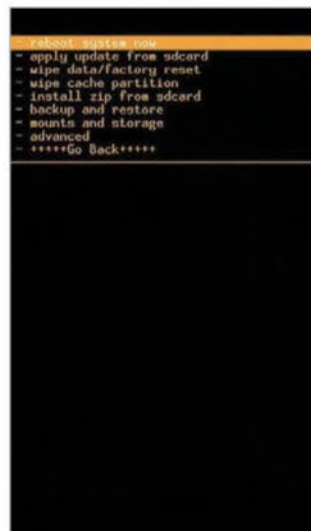 - reboot system now
- apply update from sdcard
- wipe data/factory reset
- wipe cache partition
- install zip from sdcard
- backup and restore
- mounts and storage
- advanced
- +++++Go Back+++++